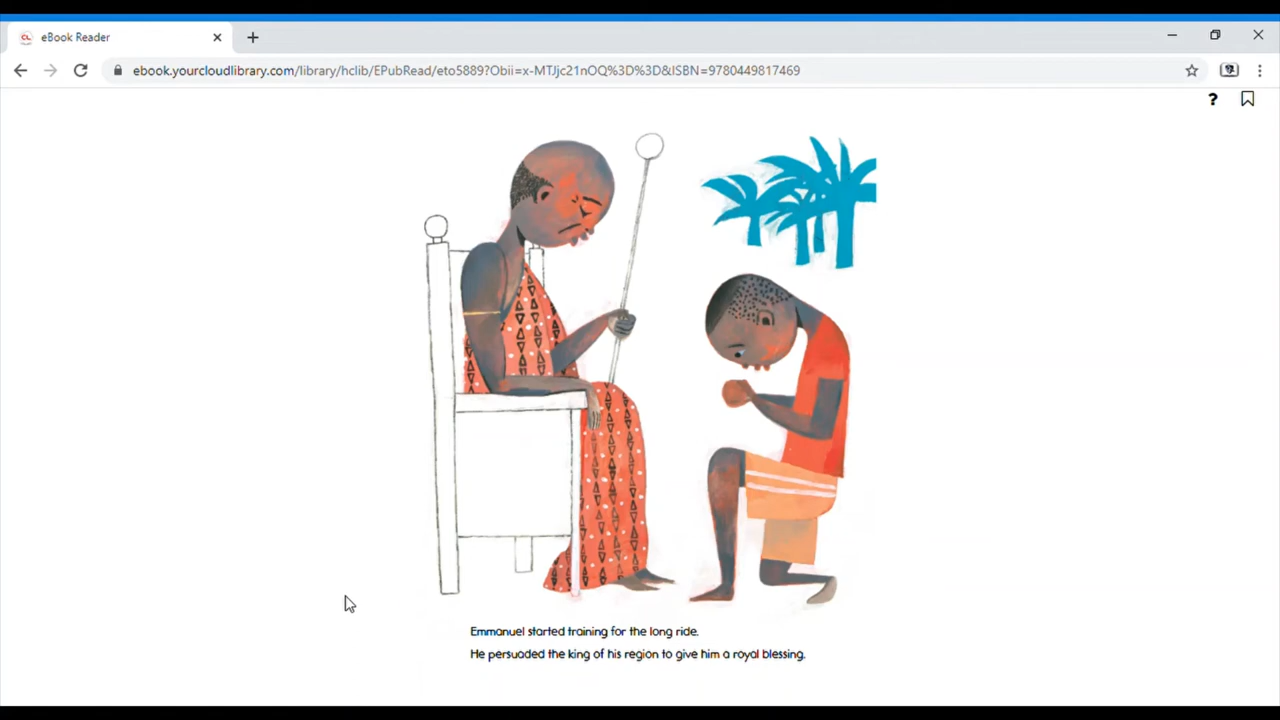 eBook Reader
ebook.yourcloudlibrary.com/library/hclib/EPubRead/eto5889?Obii=x-MTJjc21nOQ%3D%3D&ISBN=9780449817469
?
Emmanuel started training for the long ride.
He persuaded the king of his region to give him a royal blessing.